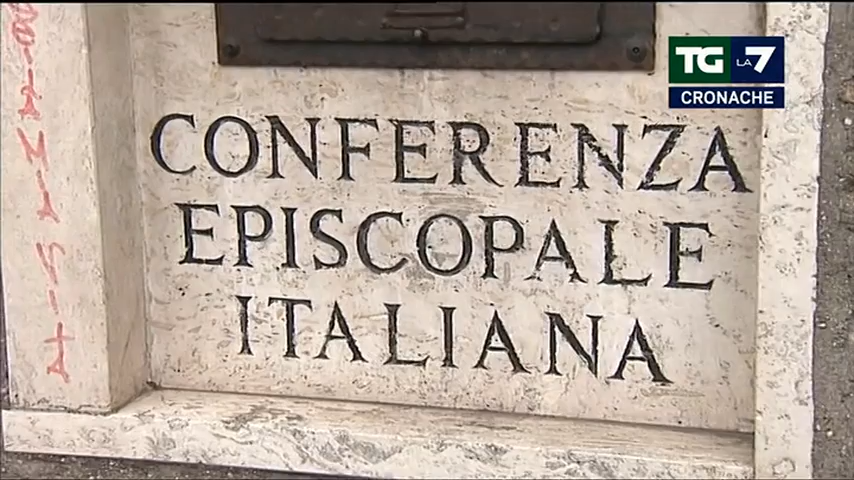 TG LA 7
CRONACHE
CONFERENZA
EPISCOPALE
ITALIANA